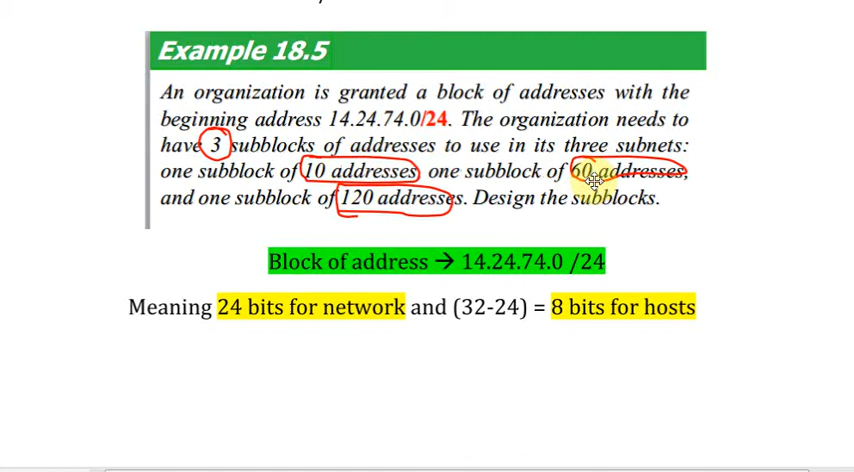 Example 18.5
An organization is granted a block of addresses with the
beginning address 14.24.74.0/24. The organization needs to
have 3 subblocks of addresses to use in its three subnets:
one subblock of 10 addresses, one subblock of 60 addresses,
and one subblock of 120 addresses. Design the subblocks.
Block of address → 14.24.74.0 /24
Meaning 24 bits for network and (32-24) = 8 bits for hosts